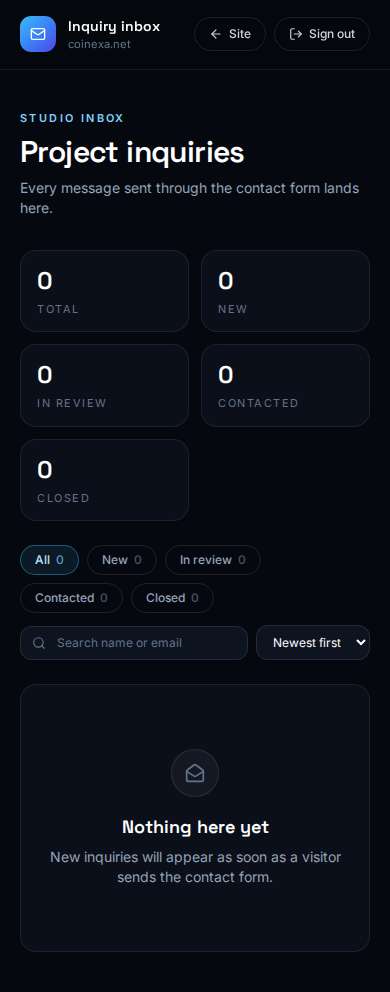 Inquiry inbox
coinexa.net
Site
Sign out
STUDIO INBOX
Project inquiries
Every message sent through the contact form lands
here.
0
TOTAL
0
NEW
0
IN REVIEW
0
CONTACTED
0
CLOSED
All 0
New 0
In review 0
Contacted 0
Closed 0
Search name or email
Newest first
Nothing here yet
New inquiries will appear as soon as a visitor
sends the contact form.